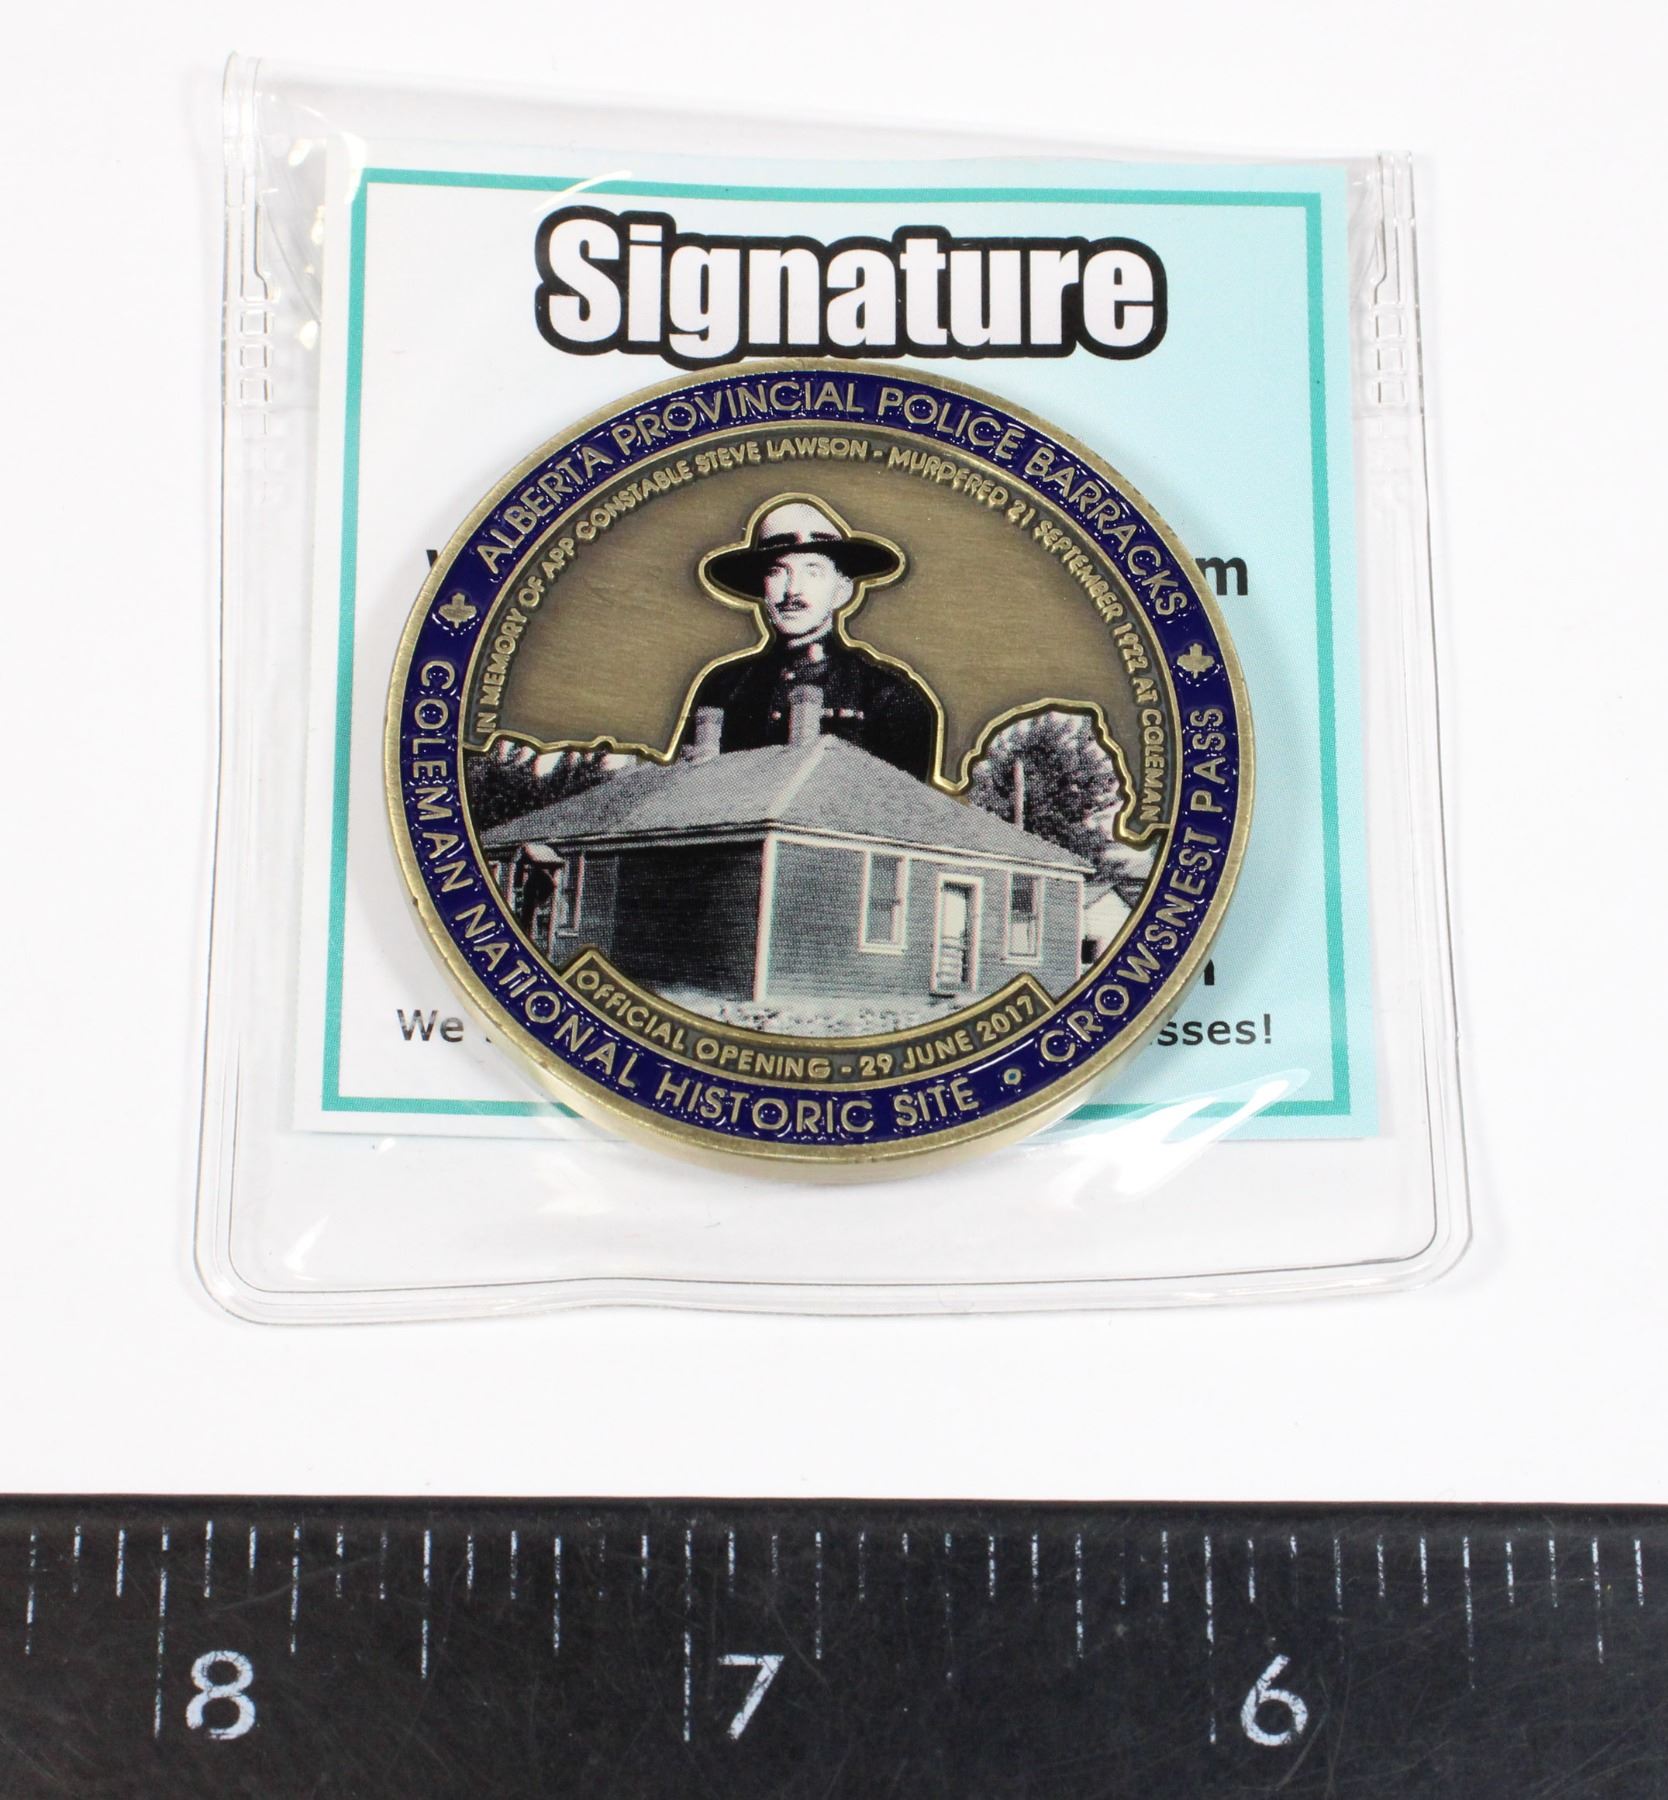 Signature
ALBERTA PROVINCIAL POLICE BARRACKS
IN MEMORY OF APP CONSTABLE STEVE LAWSON - MURDERED 21 SEPTEMBER 1922 AT COLEMAN
OFFICIAL OPENING - 29 JUNE 2017
COLEMAN NATIONAL HISTORIC SITE • CROWSNEST PASS
We
8 7 6